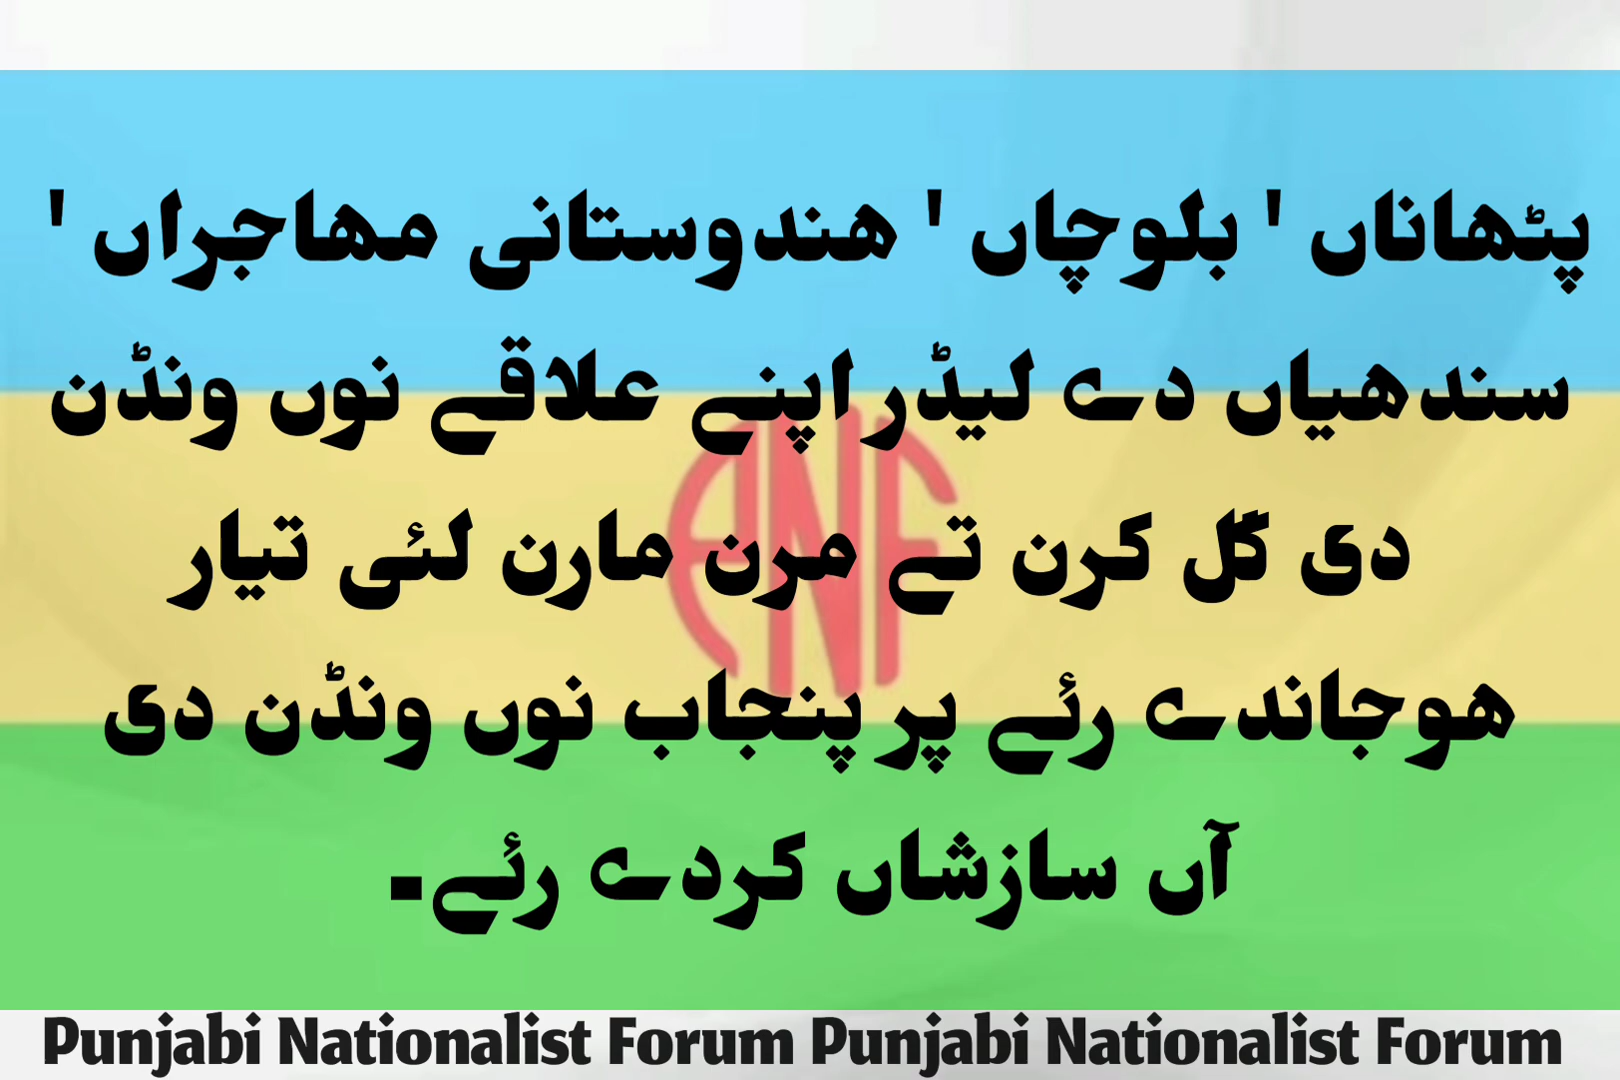 پٹھاناں ' بلوچاں ' ھندوستانی مھاجراں '
سندھیاں دے لیڈر اپنے علاقے نوں ونڈن
دی گل کرن تے مرن مارن لئی تیار
ھوجاندے رئے پر پنجاب نوں ونڈن دی
آں سازشاں کردے رئے۔
PNF
Punjabi Nationalist Forum Punjabi Nationalist Forum